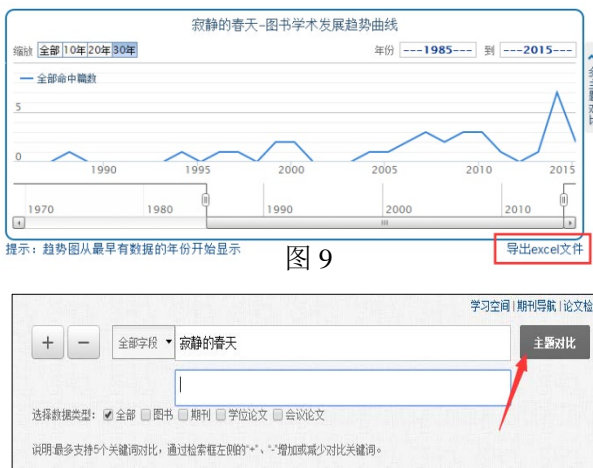 寂静的春天-图书学术发展趋势曲线
缩放 全部 10年 20年 30年 年份 ---1985--- 到 ---2015---
全部命中篇数
5
0
1990 1995 2000 2005 2010 2015
1970 1980 1990 2000 2010
提示：趋势图从最早有数据的年份开始显示
图 9
导出excel文件
学习空间|期刊导航|论文检
+ - 全部字段 寂静的春天 主题对比
选择数据类型： 全部 图书 期刊 学位论文 会议论文
说明:最多支持5个关键词对比，通过检索框左侧的"+"、"-"增加或减少对比关键词。